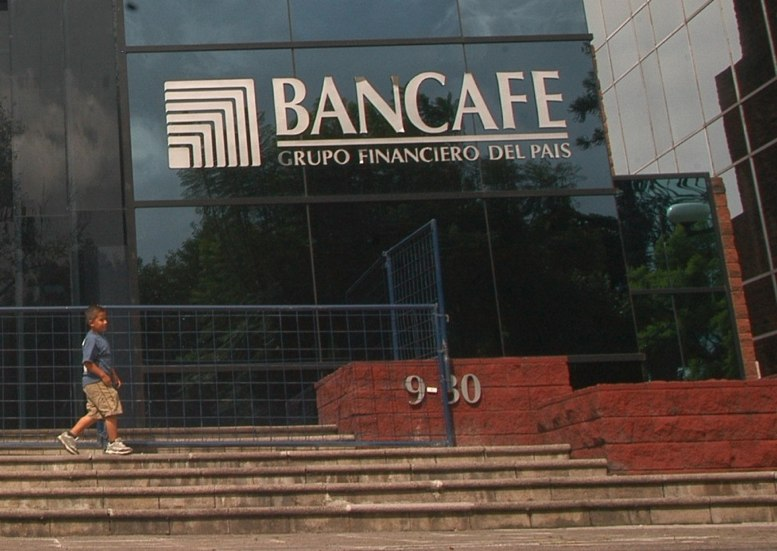 BANCAFE
GRUPO FINANCIERO DEL PAIS
9-30